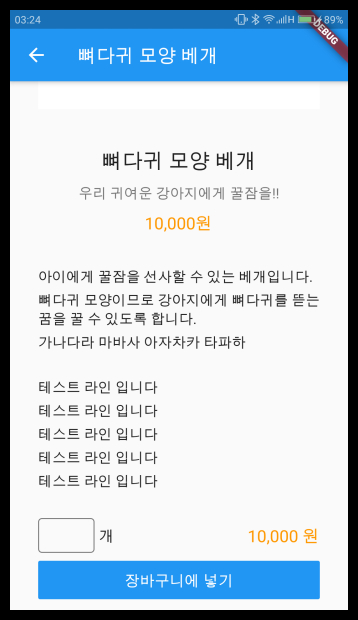 03:24
H 89%
DEBUG
뼈다귀 모양 베개
뼈다귀 모양 베개
우리 귀여운 강아지에게 꿀잠을!!
10,000원
아이에게 꿀잠을 선사할 수 있는 베개입니다.
뼈다귀 모양이므로 강아지에게 뼈다귀를 뜯는
꿈을 꿀 수 있도록 합니다.
가나다라 마바사 아자차카 타파하
테스트 라인 입니다
테스트 라인 입니다
테스트 라인 입니다
테스트 라인 입니다
테스트 라인 입니다
개 10,000 원
장바구니에 넣기